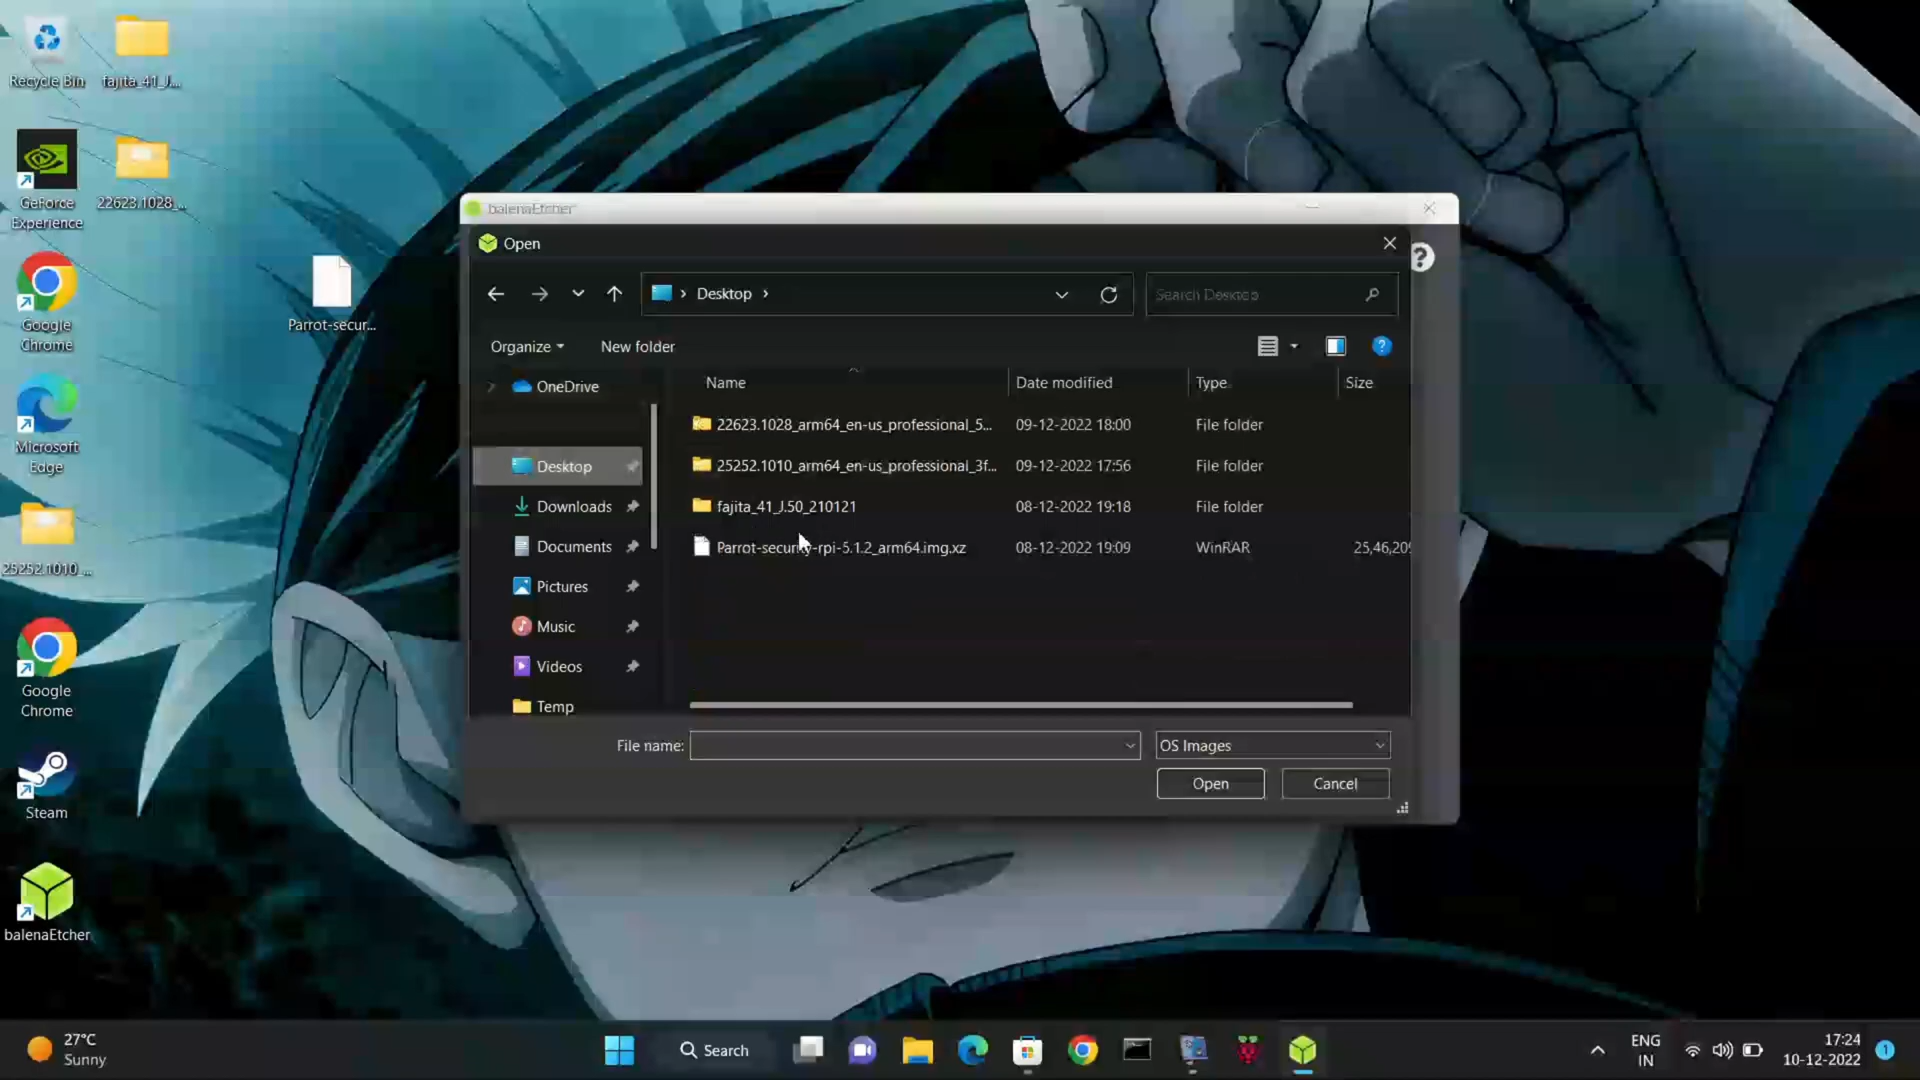 Recycle Bin
fajita_41_J....
GeForce
Experience
22623.1028_...
Google
Chrome
Parrot-secur...
Microsoft
Edge
25252.1010_...
Google
Chrome
Steam
balenaEtcher
balenaEtcher
Open
Desktop
Search Desktop
Organize
New folder
OneDrive
Desktop
Downloads
Documents
Pictures
Music
Videos
Temp
Name Date modified Type Size
22623.1028_arm64_en-us_professional_5... 09-12-2022 18:00 File folder
25252.1010_arm64_en-us_professional_3f... 09-12-2022 17:56 File folder
fajita_41_J.50_210121 08-12-2022 19:18 File folder
Parrot-security-rpi-5.1.2_arm64.img.xz 08-12-2022 19:09 WinRAR 25,46,209
File name:
OS Images
Open
Cancel
27°C
Sunny
Search
ENG
IN
17:24
10-12-2022
1